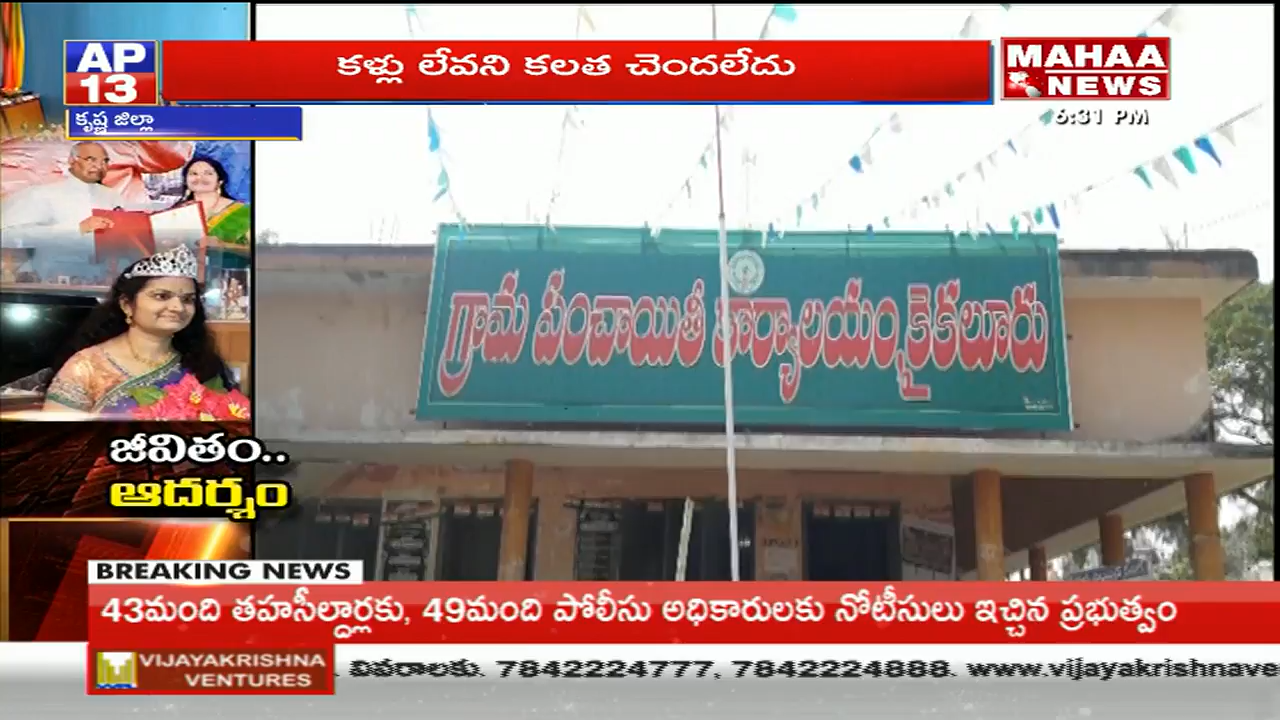 AP
13
కళ్లు లేవని కలత చెందలేదు
MAHAA
NEWS
కృష్ణ జిల్లా
6:31 PM
గ్రామ పంచాయితీ కార్యాలయం, కైకలూరు
జీవితం..
ఆదర్శం
BREAKING NEWS
43మంది తహసీల్దార్లకు, 49మంది పోలీసు అధికారులకు నోటీసులు ఇచ్చిన ప్రభుత్వం
VIJAYAKRISHNA
VENTURES
వివరాలకు. 7842224777, 7842224888. www.vijayakrishnave